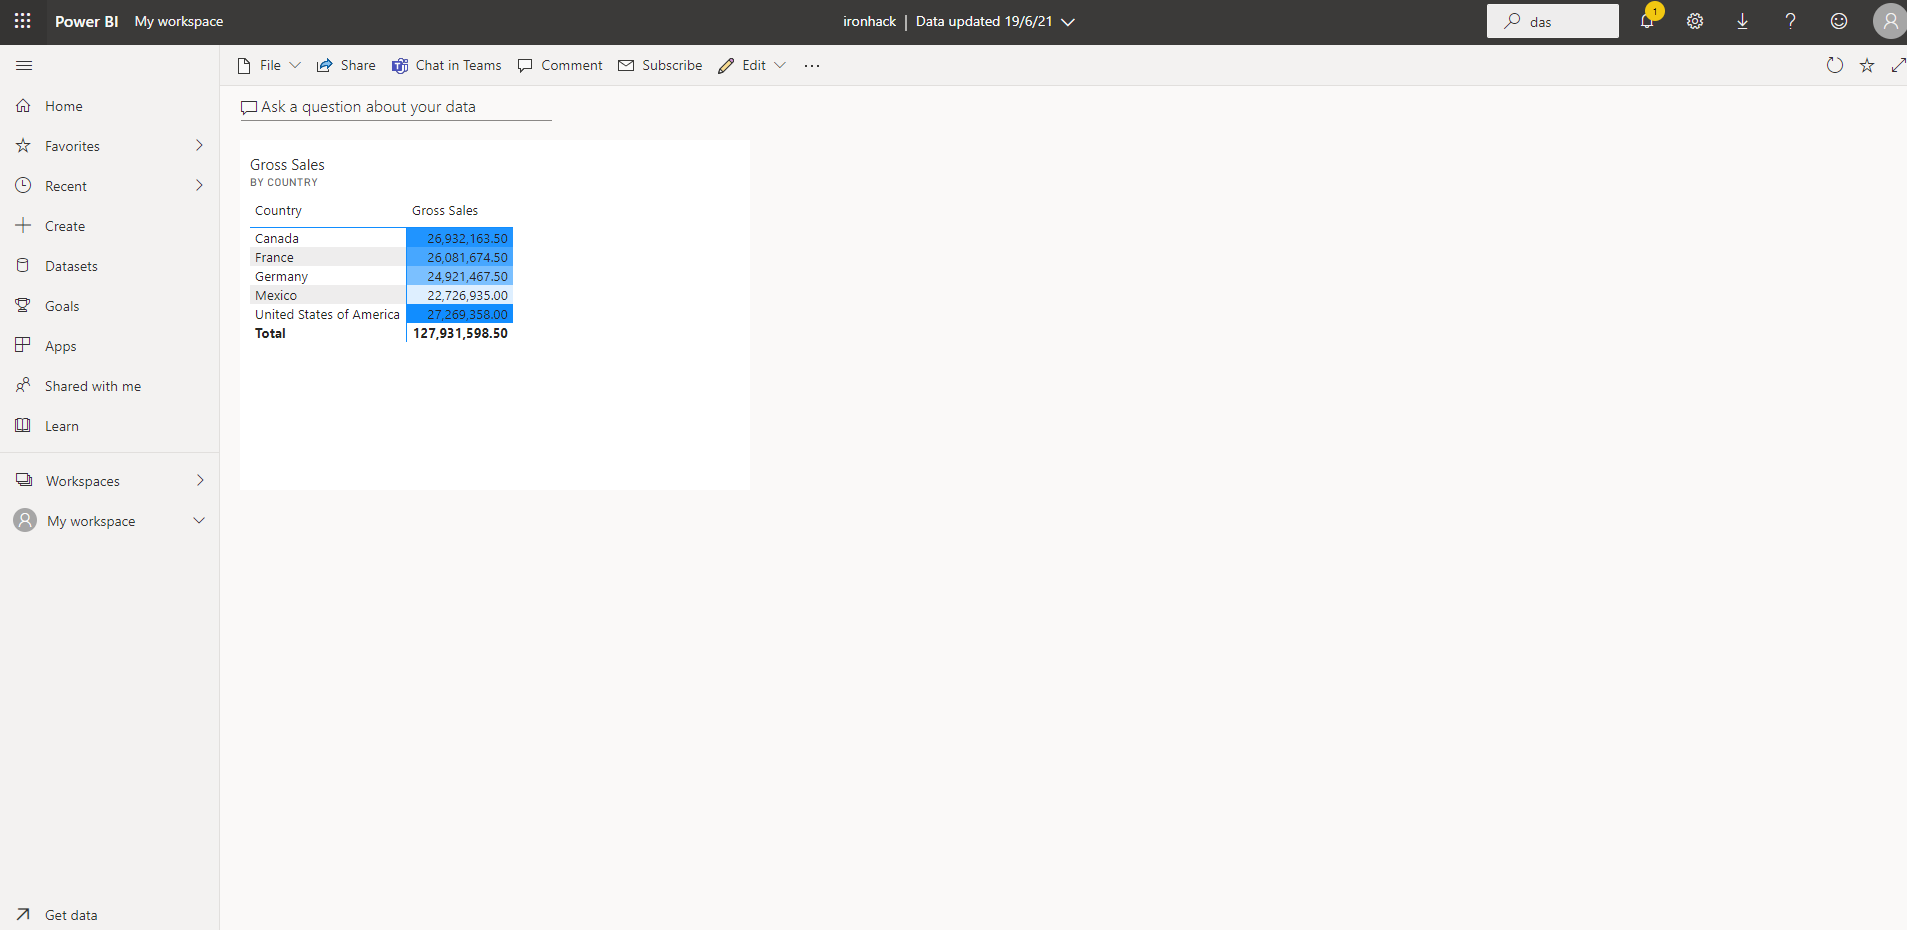 Power BI My workspace ironhack | Data updated 19/6/21 das 1
File Share Chat in Teams Comment Subscribe Edit ...
Home
Favorites
Recent
Create
Datasets
Goals
Apps
Shared with me
Learn
Workspaces
My workspace
Get data
Ask a question about your data
Gross Sales
BY COUNTRY
Country Gross Sales
Canada 26,932,163.50
France 26,081,674.50
Germany 24,921,467.50
Mexico 22,726,935.00
United States of America 27,269,358.00
Total 127,931,598.50